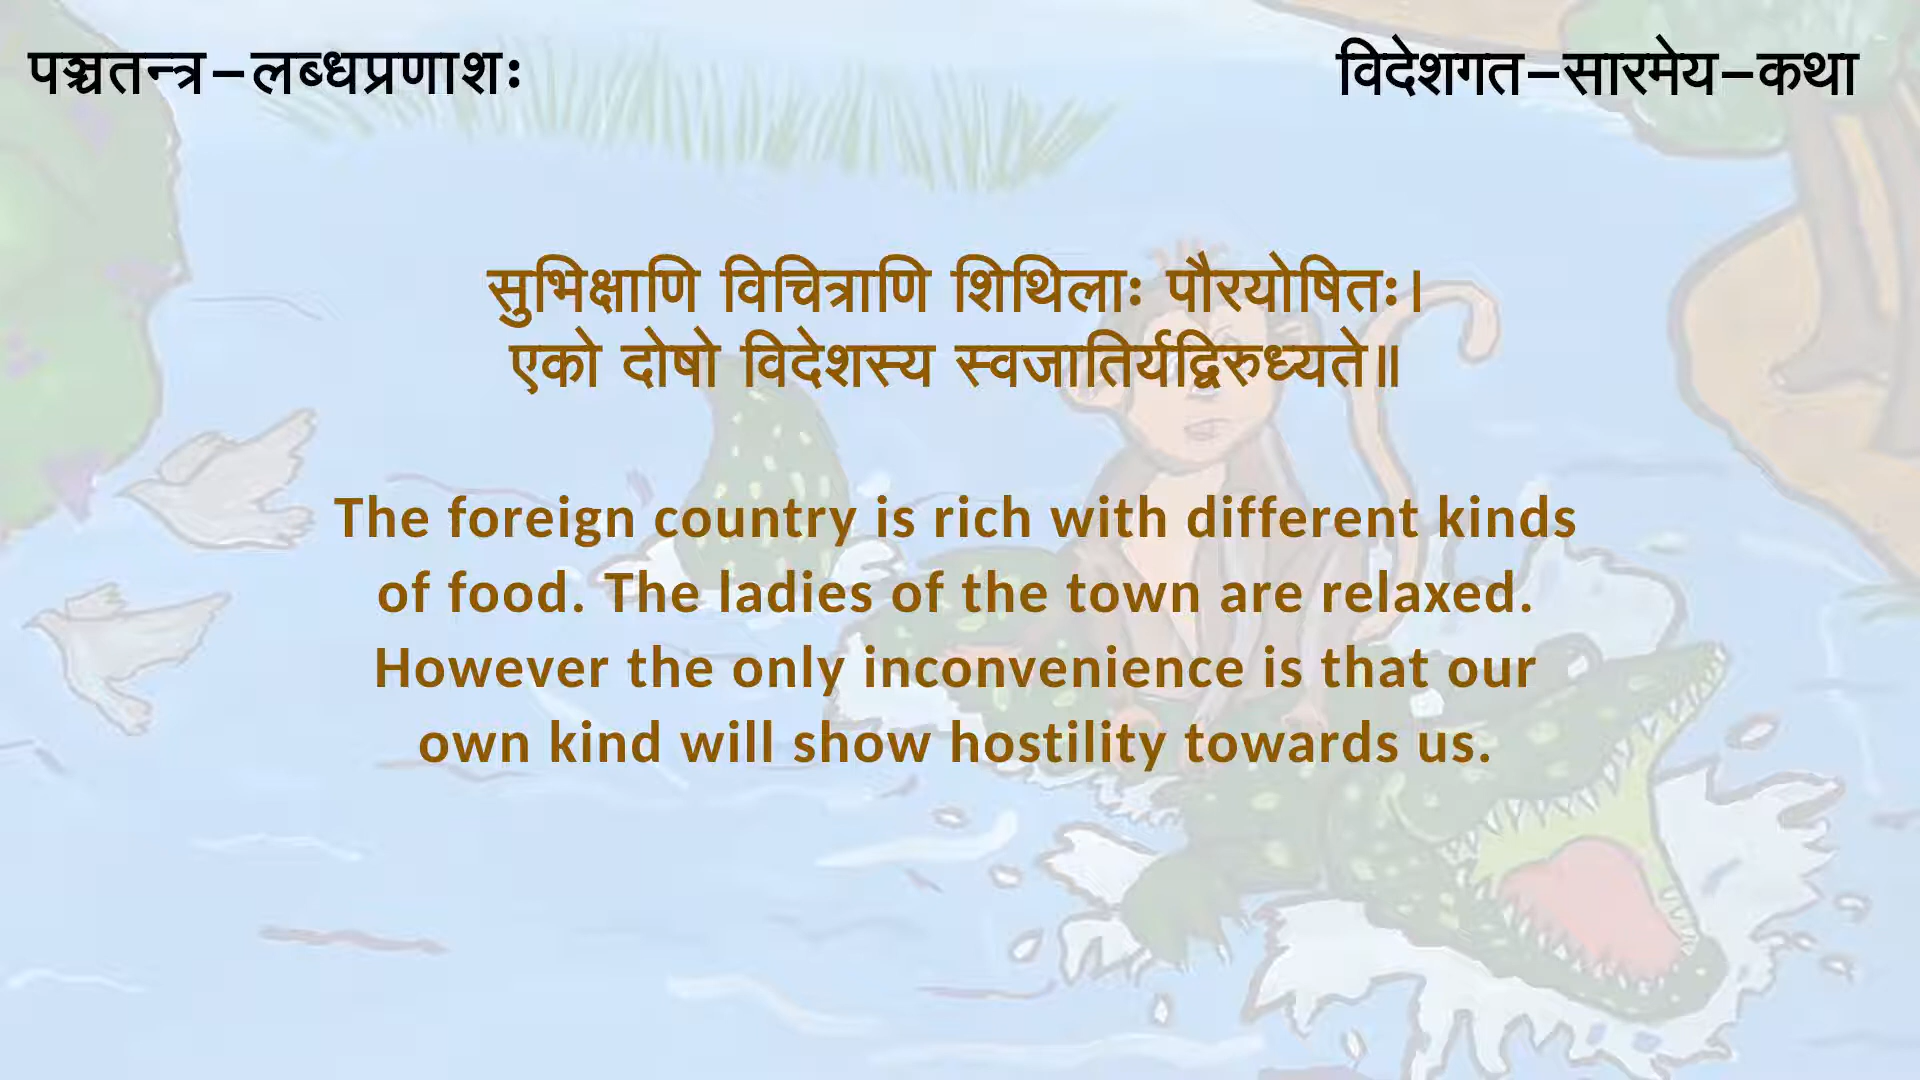 पञ्चतन्त्र–लब्धप्रणाशः
विदेशगत–सारमेय–कथा
सुभिक्षाणि विचित्राणि शिथिलाः पौरयोषितः।
एको दोषो विदेशस्य स्वजातिर्यद्विरुध्यते॥
The foreign country is rich with different kinds
of food. The ladies of the town are relaxed.
However the only inconvenience is that our
own kind will show hostility towards us.